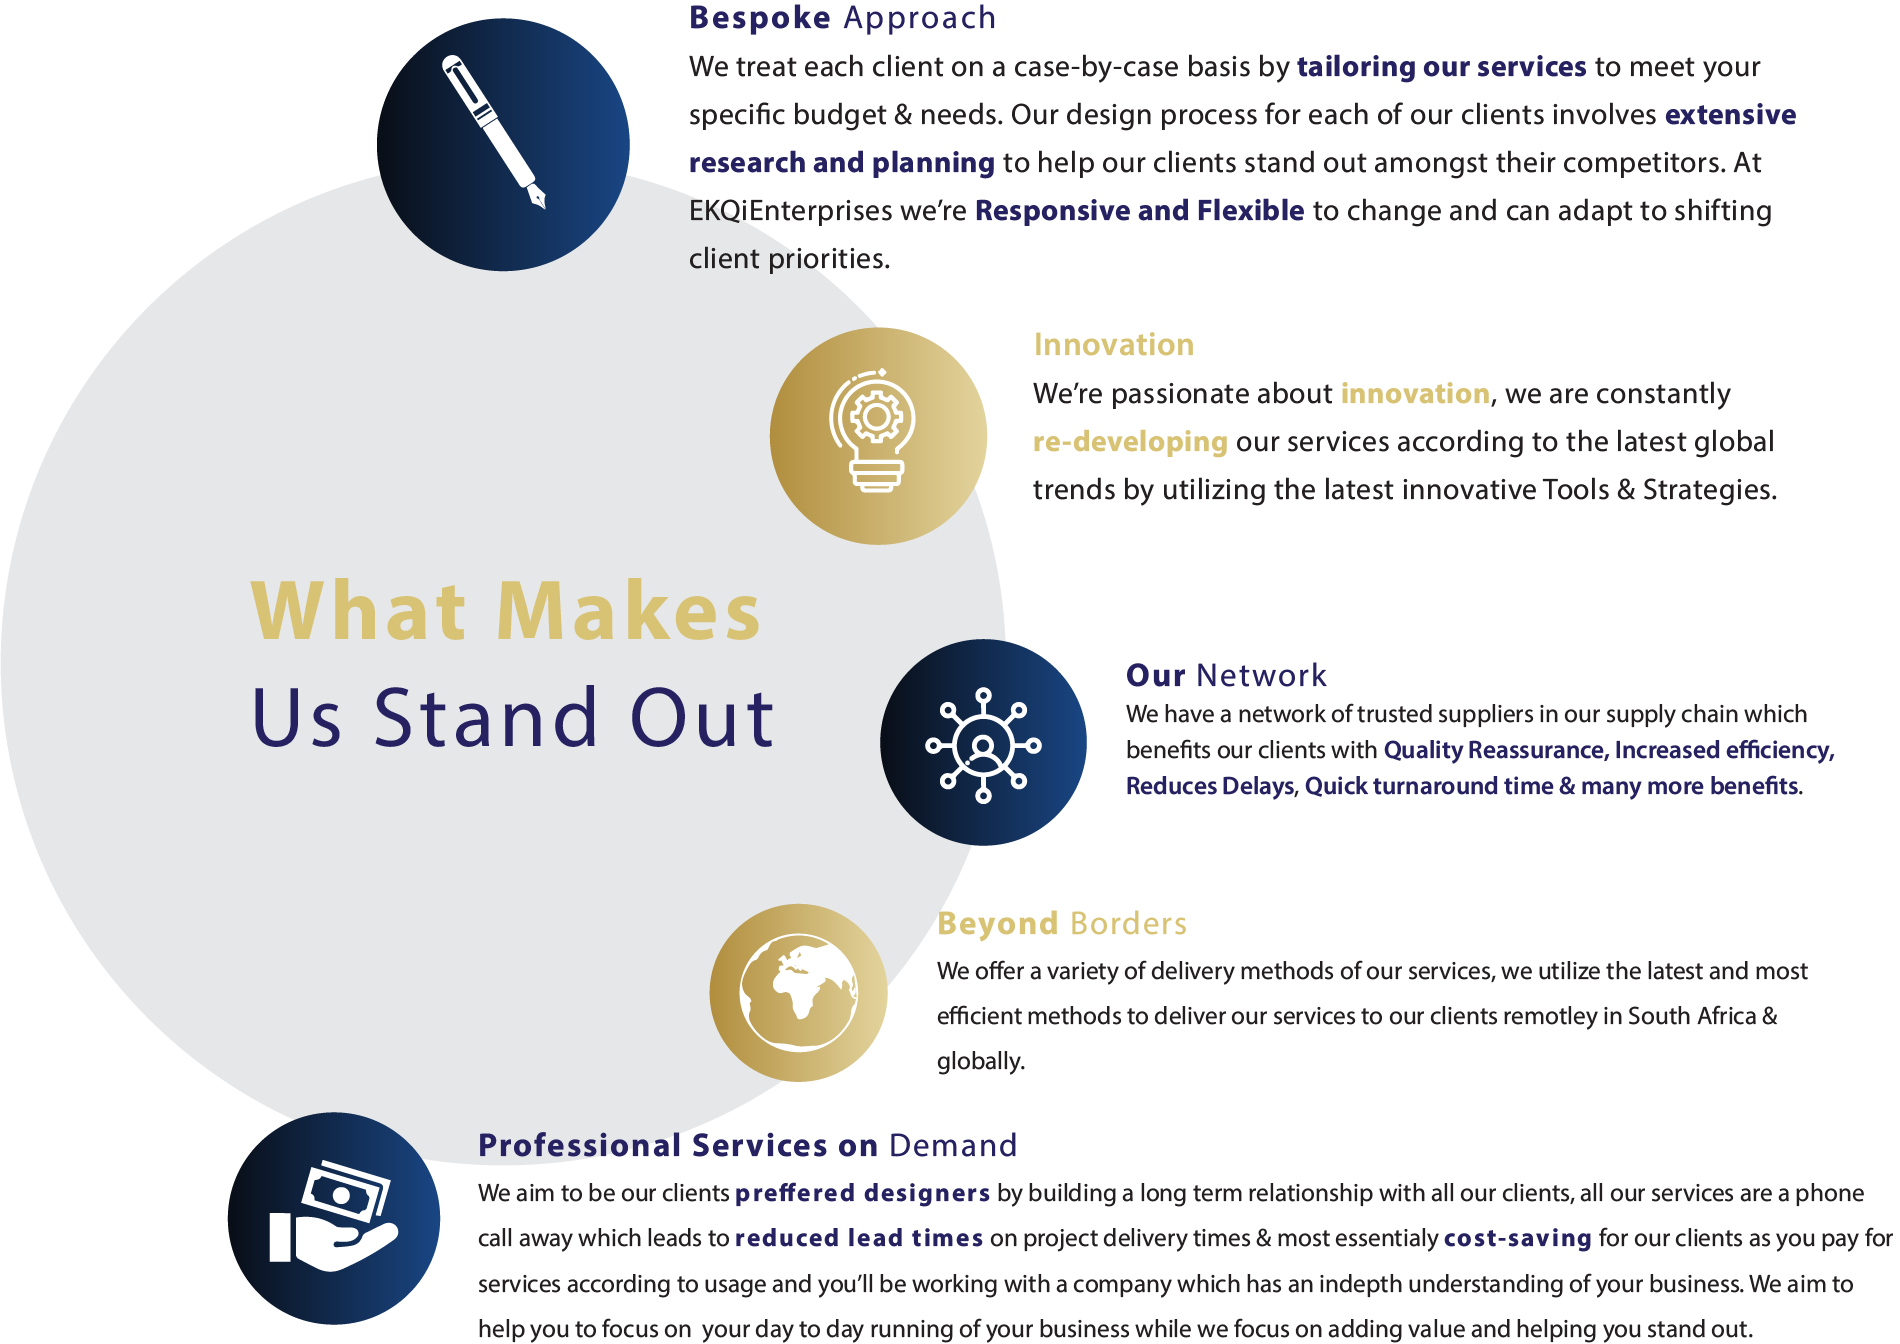 Bespoke Approach
We treat each client on a case-by-case basis by tailoring our services to meet your
specific budget & needs. Our design process for each of our clients involves extensive
research and planning to help our clients stand out amongst their competitors. At
EKQiEnterprises we’re Responsive and Flexible to change and can adapt to shifting
client priorities.
Innovation
We’re passionate about innovation, we are constantly
re-developing our services according to the latest global
trends by utilizing the latest innovative Tools & Strategies.
What Makes
Us Stand Out
Our Network
We have a network of trusted suppliers in our supply chain which
benefits our clients with Quality Reassurance, Increased efficiency,
Reduces Delays, Quick turnaround time & many more benefits.
Beyond Borders
We offer a variety of delivery methods of our services, we utilize the latest and most
efficient methods to deliver our services to our clients remotley in South Africa &
globally.
Professional Services on Demand
We aim to be our clients preffered designers by building a long term relationship with all our clients, all our services are a phone
call away which leads to reduced lead times on project delivery times & most essentialy cost-saving for our clients as you pay for
services according to usage and you’ll be working with a company which has an indepth understanding of your business. We aim to
help you to focus on  your day to day running of your business while we focus on adding value and helping you stand out.